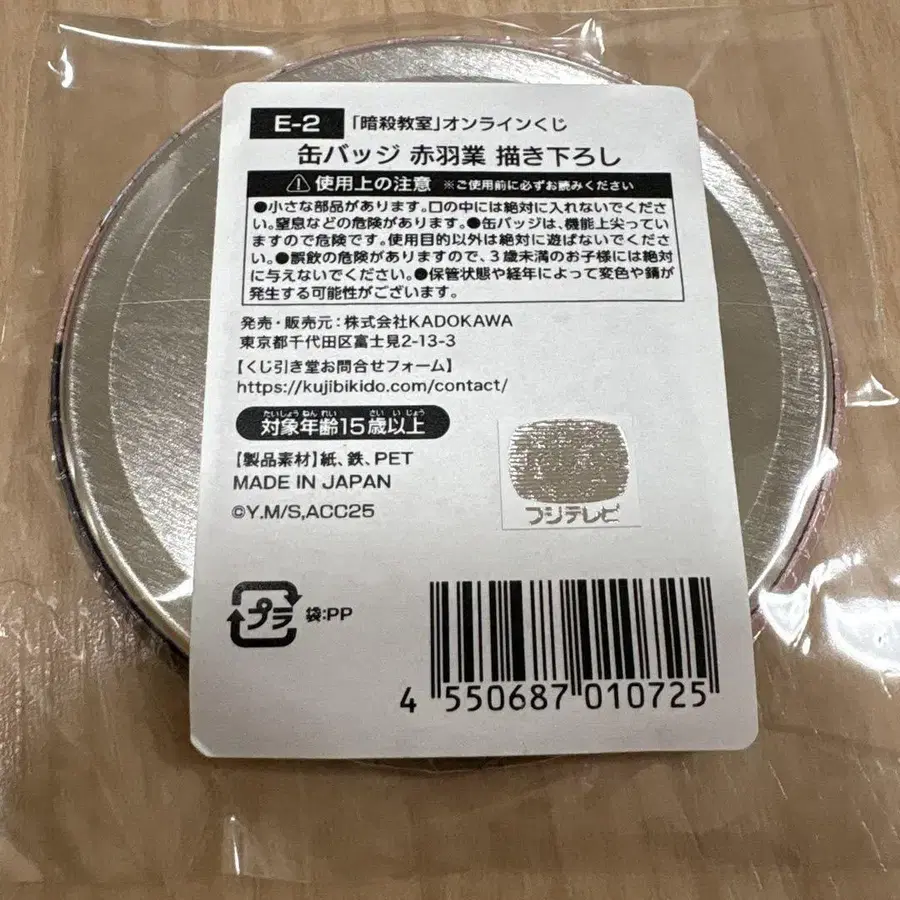 E-2 「暗殺教室」オンラインくじ
缶バッジ 赤羽業 描き下ろし
使用上の注意 ※ご使用前に必ずお読みください
●小さな部品があります。口の中には絶対に入れないでくださ
い。窒息などの危険があります。●缶バッジは、機能上尖ってい
ますので危険です。使用目的以外は絶対に遊ばないでくださ
い。●誤飲の危険がありますので、3歳未満のお子様には絶対
に与えないでください。●保管状態や経年によって変色や錆が
発生する可能性がございます。
発売・販売元：株式会社KADOKAWA
東京都千代田区富士見2-13-3
【くじ引き堂お問合せフォーム】
https://kujibikido.com/contact/
たいしょうねんれい さいいじょう
対象年齢15歳以上
【製品素材】紙、鉄、PET
MADE IN JAPAN
©Y.M/S,ACC25
フジテレビ
プラ 袋:PP
4 550687 010725